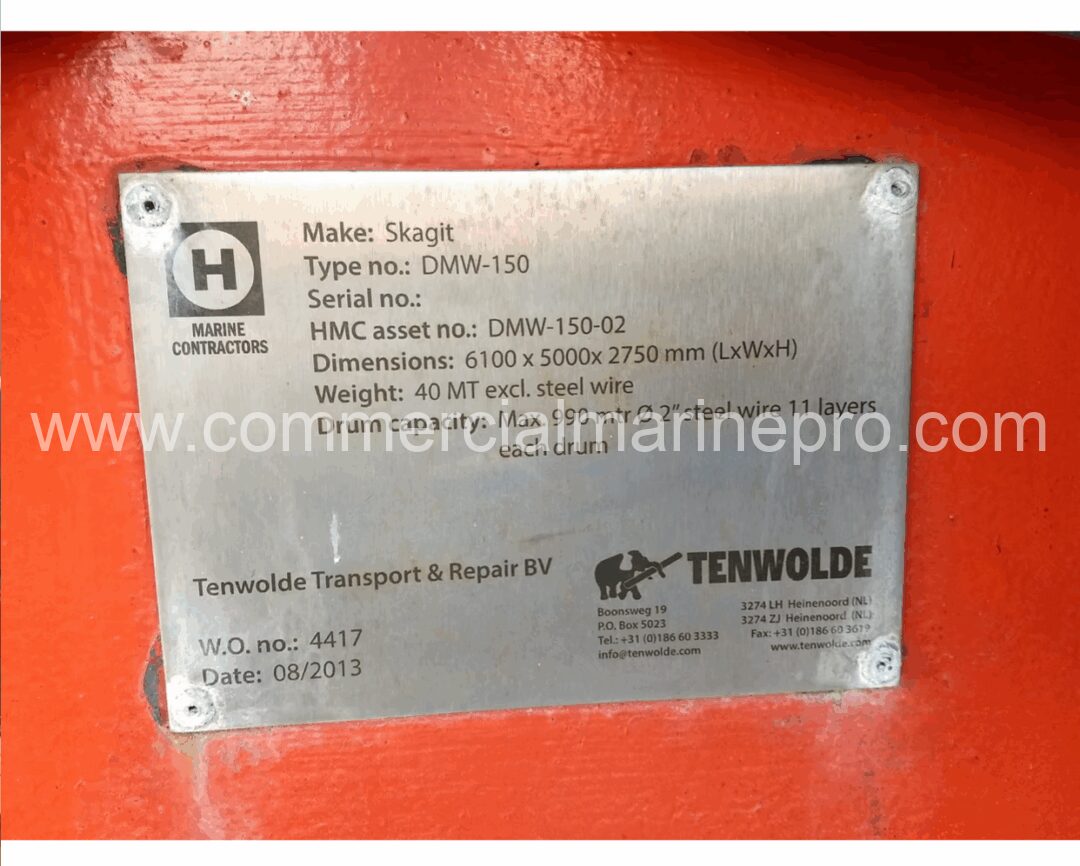 H
MARINE
CONTRACTORS
Make: Skagit
Type no.: DMW-150
Serial no.:
HMC asset no.: DMW-150-02
Dimensions: 6100 x 5000x 2750 mm (LxWxH)
Weight: 40 MT excl. steel wire
Drum capacity: Max. 990 mtr Ø 2" steel wire 11 layers
each drum
www.commercialmarinepro.com
Tenwolde Transport & Repair BV
TENWOLDE
Boonsweg 19 3274 LH Heinenoord (NL)
P.O. Box 5023 3274 ZJ Heinenoord (NL)
Tel.: +31 (0)186 60 3333 Fax: +31 (0)186 60 3619
info@tenwolde.com www.tenwolde.com
W.O. no.: 4417
Date: 08/2013